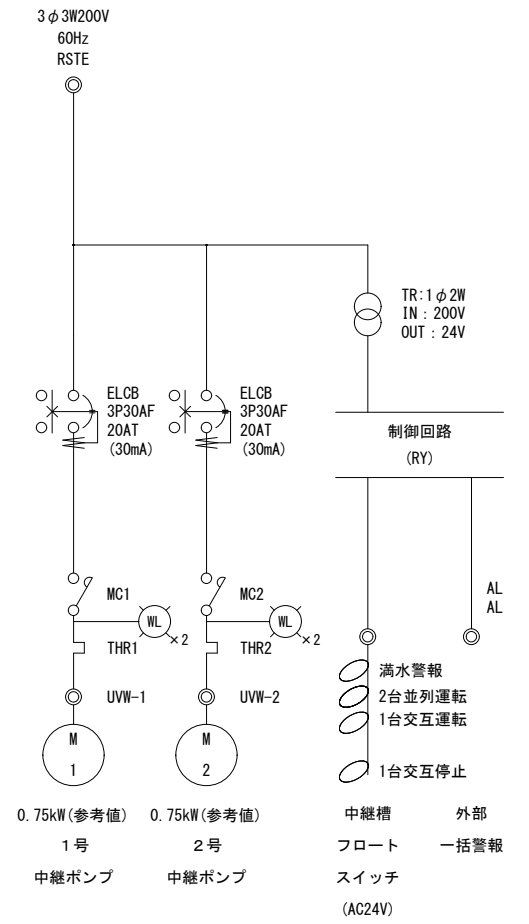 3φ3W200V
60Hz
RSTE
TR:1φ2W
IN：200V
OUT：24V
ELCB
3P30AF
20AT
(30mA)
ELCB
3P30AF
20AT
(30mA)
制御回路
(RY)
MC1
WL
×2
THR1
MC2
WL
×2
THR2
AL
AL
UVW-1
UVW-2
満水警報
2台並列運転
1台交互運転
1台交互停止
M
1
M
2
0.75kW(参考値)
1号
中継ポンプ
0.75kW(参考値)
2号
中継ポンプ
中継槽
フロート
スイッチ
(AC24V)
外部
一括警報